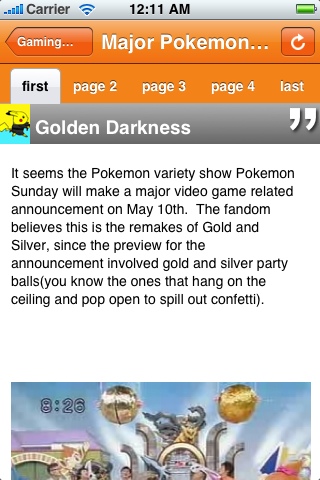 Carrier 12:11 AM
Gaming... Major Pokemon...
first page 2 page 3 page 4 last
Golden Darkness
It seems the Pokemon variety show Pokemon
Sunday will make a major video game related
announcement on May 10th.  The fandom
believes this is the remakes of Gold and
Silver, since the preview for the
announcement involved gold and silver party
balls(you know the ones that hang on the
ceiling and pop open to spill out confetti).
8:26